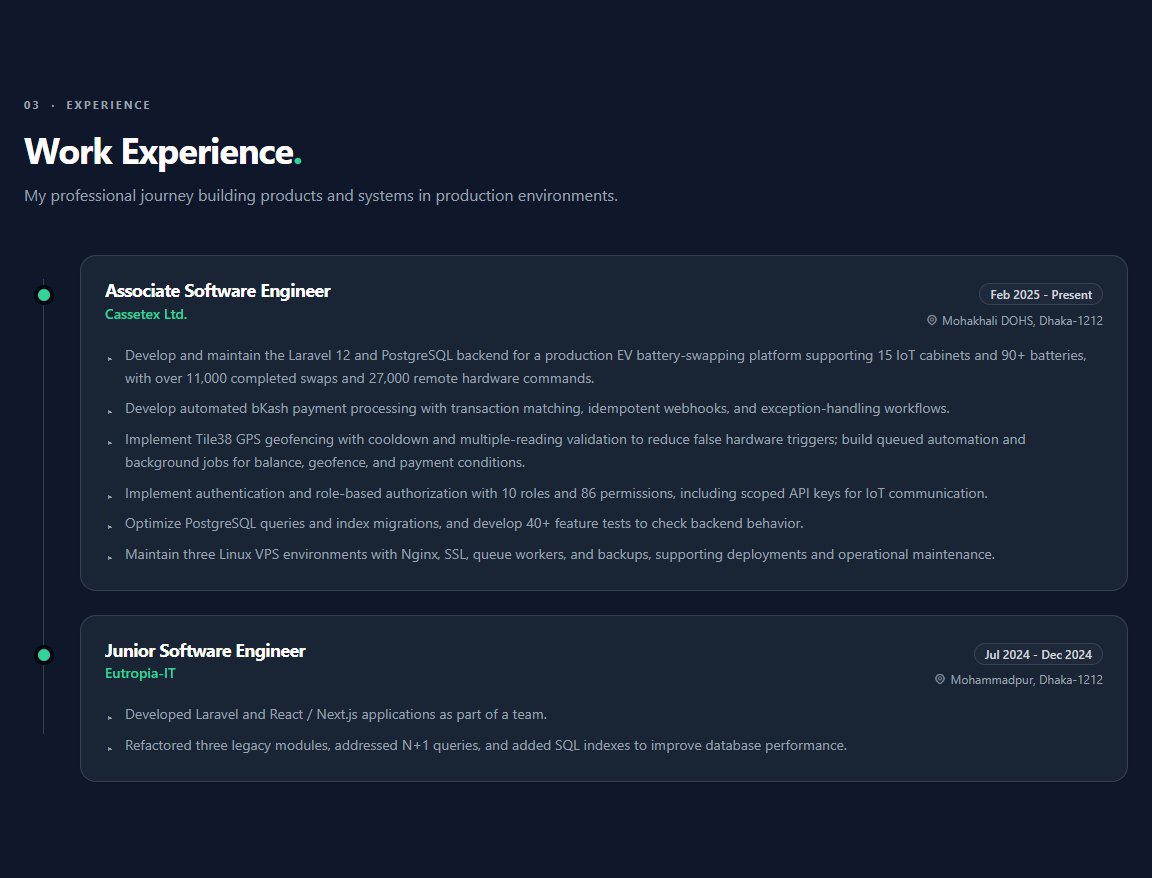 03 · EXPERIENCE
Work Experience.
My professional journey building products and systems in production environments.
Associate Software Engineer
Feb 2025 - Present
Cassetex Ltd.
Mohakhali DOHS, Dhaka-1212
Develop and maintain the Laravel 12 and PostgreSQL backend for a production EV battery-swapping platform supporting 15 IoT cabinets and 90+ batteries,
with over 11,000 completed swaps and 27,000 remote hardware commands.
Develop automated bKash payment processing with transaction matching, idempotent webhooks, and exception-handling workflows.
Implement Tile38 GPS geofencing with cooldown and multiple-reading validation to reduce false hardware triggers; build queued automation and
background jobs for balance, geofence, and payment conditions.
Implement authentication and role-based authorization with 10 roles and 86 permissions, including scoped API keys for IoT communication.
Optimize PostgreSQL queries and index migrations, and develop 40+ feature tests to check backend behavior.
Maintain three Linux VPS environments with Nginx, SSL, queue workers, and backups, supporting deployments and operational maintenance.
Junior Software Engineer
Jul 2024 - Dec 2024
Eutropia-IT
Mohammadpur, Dhaka-1212
Developed Laravel and React / Next.js applications as part of a team.
Refactored three legacy modules, addressed N+1 queries, and added SQL indexes to improve database performance.